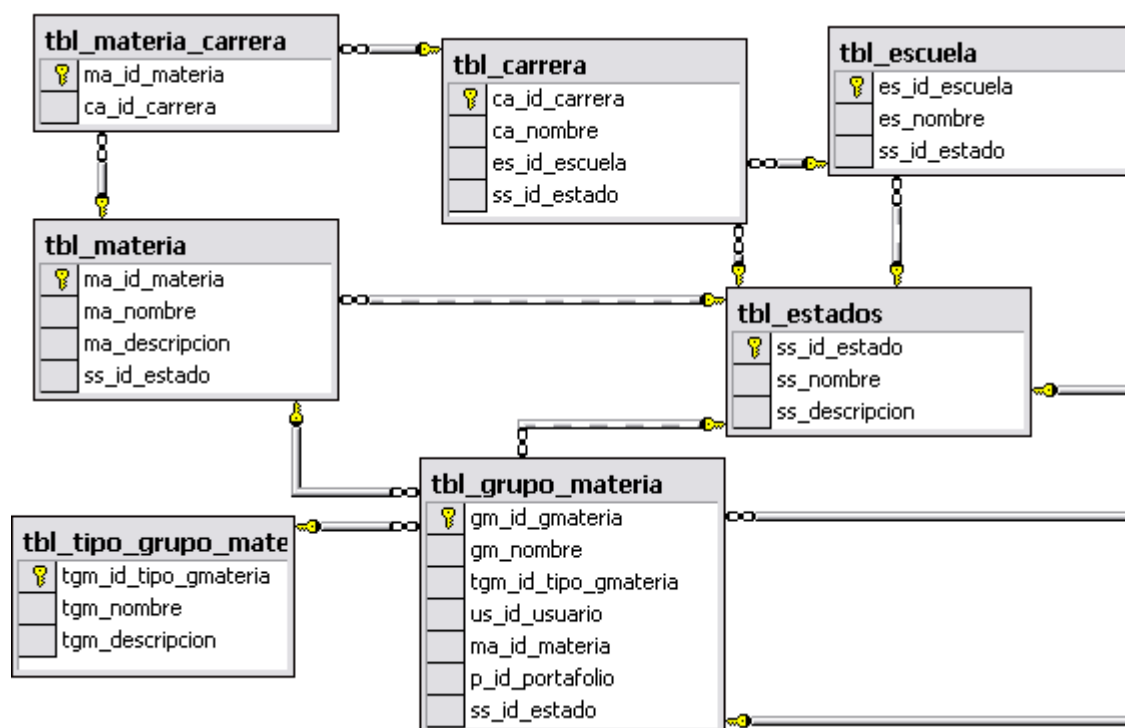 tbl_materia_carrera
ma_id_materia
ca_id_carrera
tbl_carrera
ca_id_carrera
ca_nombre
es_id_escuela
ss_id_estado
tbl_escuela
es_id_escuela
es_nombre
ss_id_estado
tbl_materia
ma_id_materia
ma_nombre
ma_descripcion
ss_id_estado
tbl_estados
ss_id_estado
ss_nombre
ss_descripcion
tbl_grupo_materia
gm_id_gmateria
gm_nombre
tgm_id_tipo_gmateria
us_id_usuario
ma_id_materia
p_id_portafolio
ss_id_estado
tbl_tipo_grupo_mate
tgm_id_tipo_gmateria
tgm_nombre
tgm_descripcion